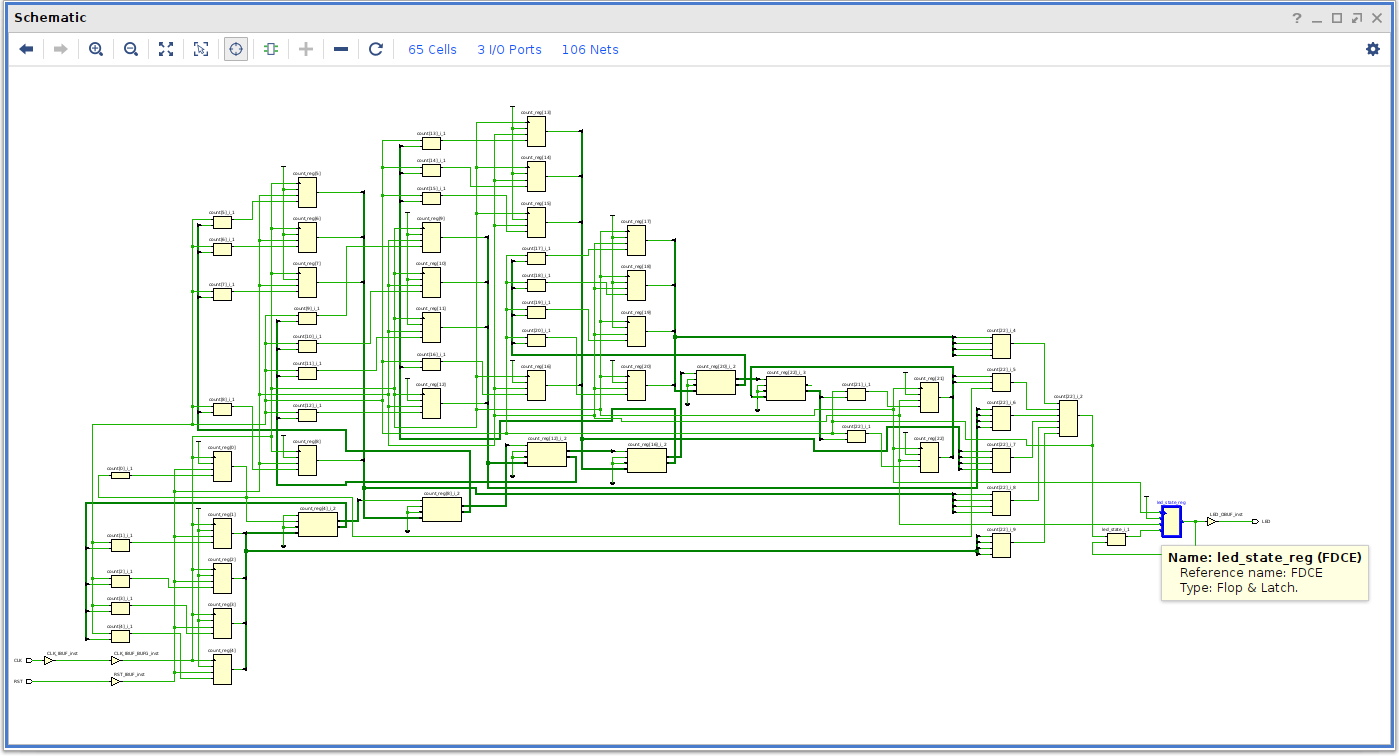 Schematic
65 Cells 3 I/O Ports 106 Nets
count_reg[13]
count[13]_i_1
count[14]_i_1
count_reg[14]
count_reg[5]
count[15]_i_1
count_reg[15]
count[5]_i_1
count_reg[6]
count_reg[9]
count_reg[17]
count[6]_i_1
count[17]_i_1
count_reg[7]
count_reg[10]
count_reg[18]
count[18]_i_1
count[7]_i_1
count[19]_i_1
count[9]_i_1
count_reg[11]
count_reg[19]
count[10]_i_1
count[20]_i_1
count[22]_i_4
count[11]_i_1
count[16]_i_1
count_reg[16]
count_reg[20]
count_reg[20]_i_2
count_reg[22]_i_3
count[22]_i_5
count_reg[12]
count[21]_i_1
count_reg[21]
count[8]_i_1
count[12]_i_1
count[22]_i_6
count[22]_i_2
count[22]_i_1
count_reg[0]
count_reg[8]
count_reg[12]_i_2
count_reg[16]_i_2
count_reg[22]
count[22]_i_7
count[0]_i_1
count_reg[8]_i_2
count[22]_i_8
led_state_reg
count_reg[1]
count_reg[4]_i_2
LED_OBUF_inst
LED
count[1]_i_1
count[22]_i_9
led_state_i_1
Name: led_state_reg (FDCE)
Reference name: FDCE
Type: Flop & Latch.
count_reg[2]
count[2]_i_1
count[3]_i_1
count_reg[3]
count[4]_i_1
count_reg[4]
CLK
CLK_IBUF_inst
CLK_IBUF_BUFG_inst
RST
RST_IBUF_inst